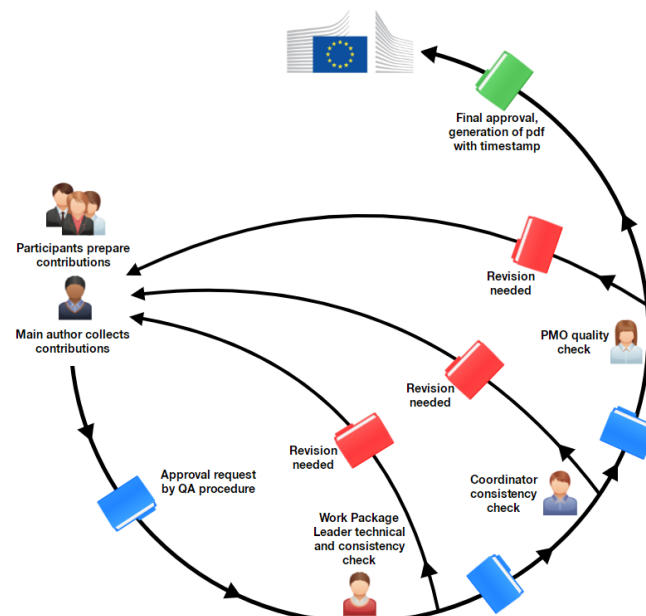 Final approval,
generation of pdf
with timestamp
Participants prepare
contributions
Revision
needed
Main author collects
contributions
PMO quality
check
Revision
needed
Revision
needed
Approval request
by QA procedure
Coordinator
consistency
check
Work Package
Leader technical
and consistency
check